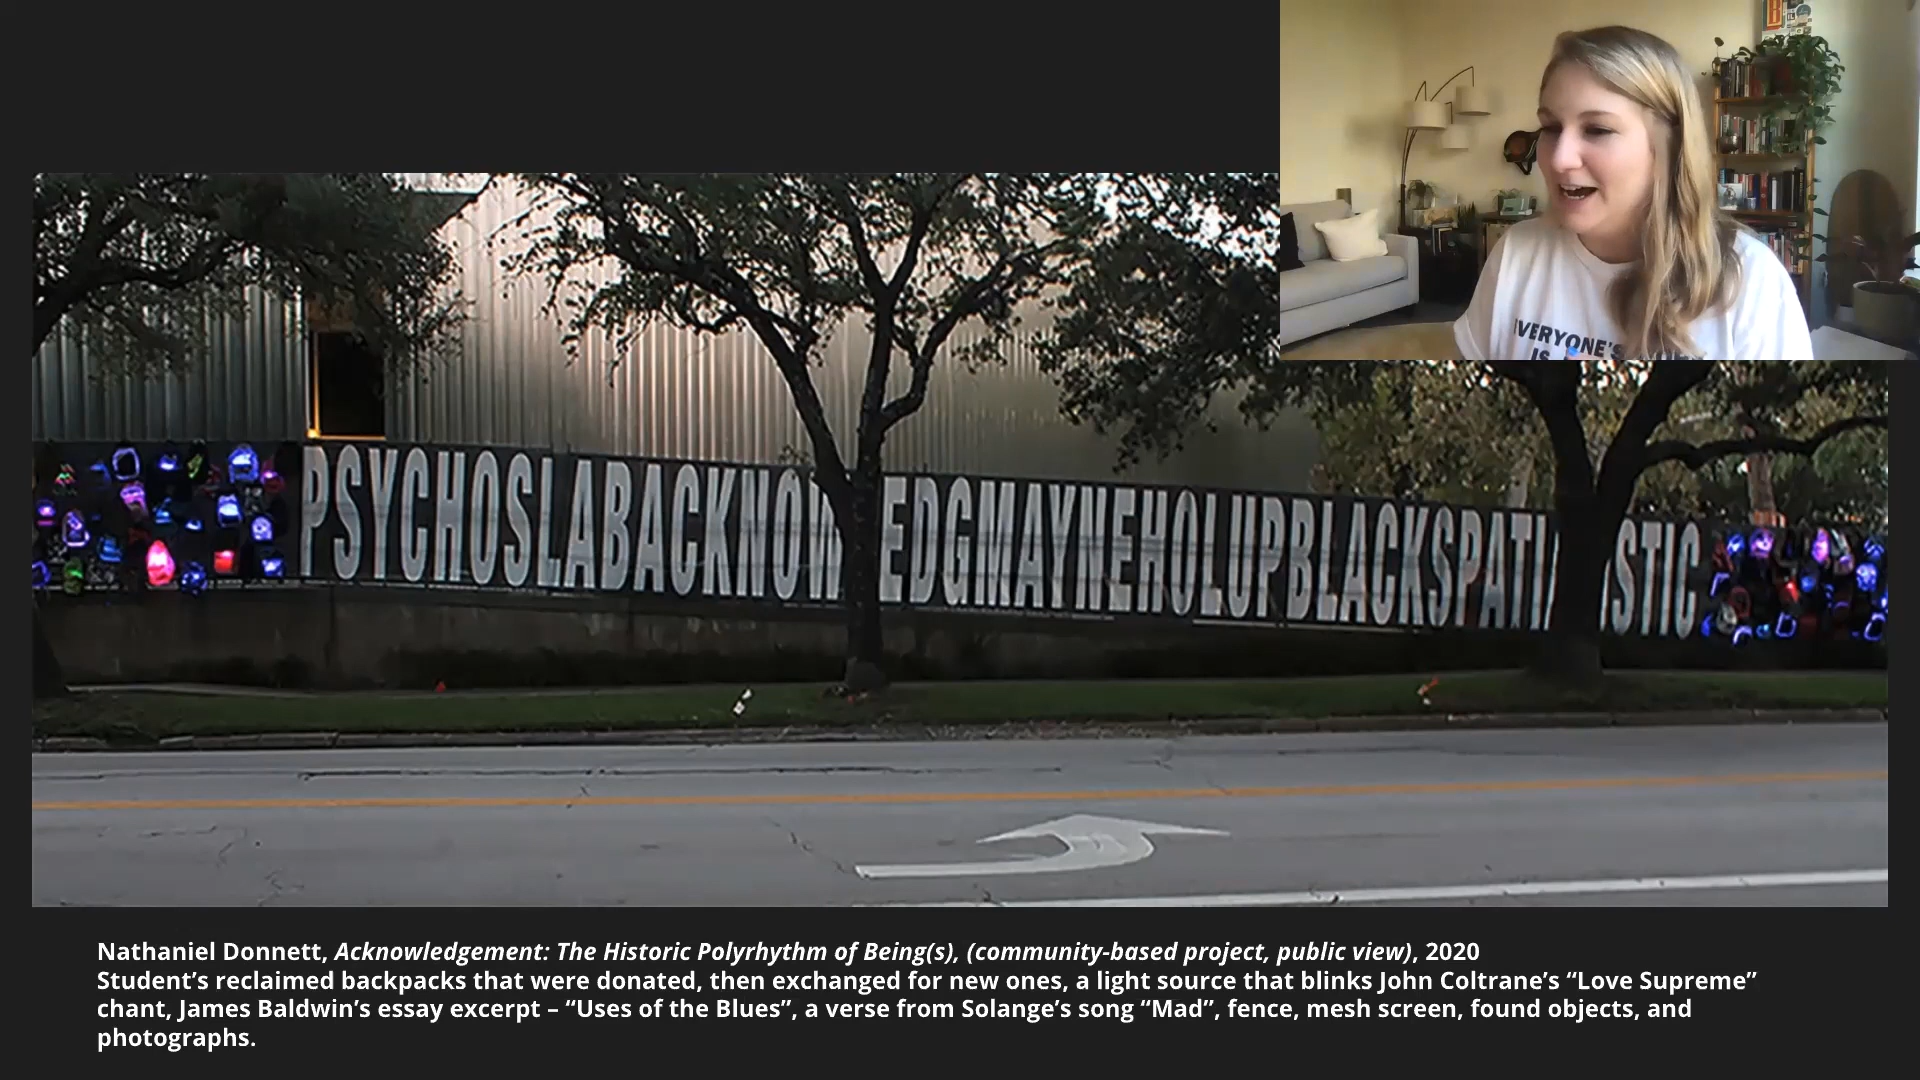 EVERYONE'S
IS
PSYCHOSLABACKNOW EDGMAYNEHOLUPBLACKSPATI STIC
Nathaniel Donnett, Acknowledgement: The Historic Polyrhythm of Being(s), (community-based project, public view), 2020
Student’s reclaimed backpacks that were donated, then exchanged for new ones, a light source that blinks John Coltrane’s “Love Supreme”
chant, James Baldwin’s essay excerpt – “Uses of the Blues”, a verse from Solange’s song “Mad”, fence, mesh screen, found objects, and
photographs.